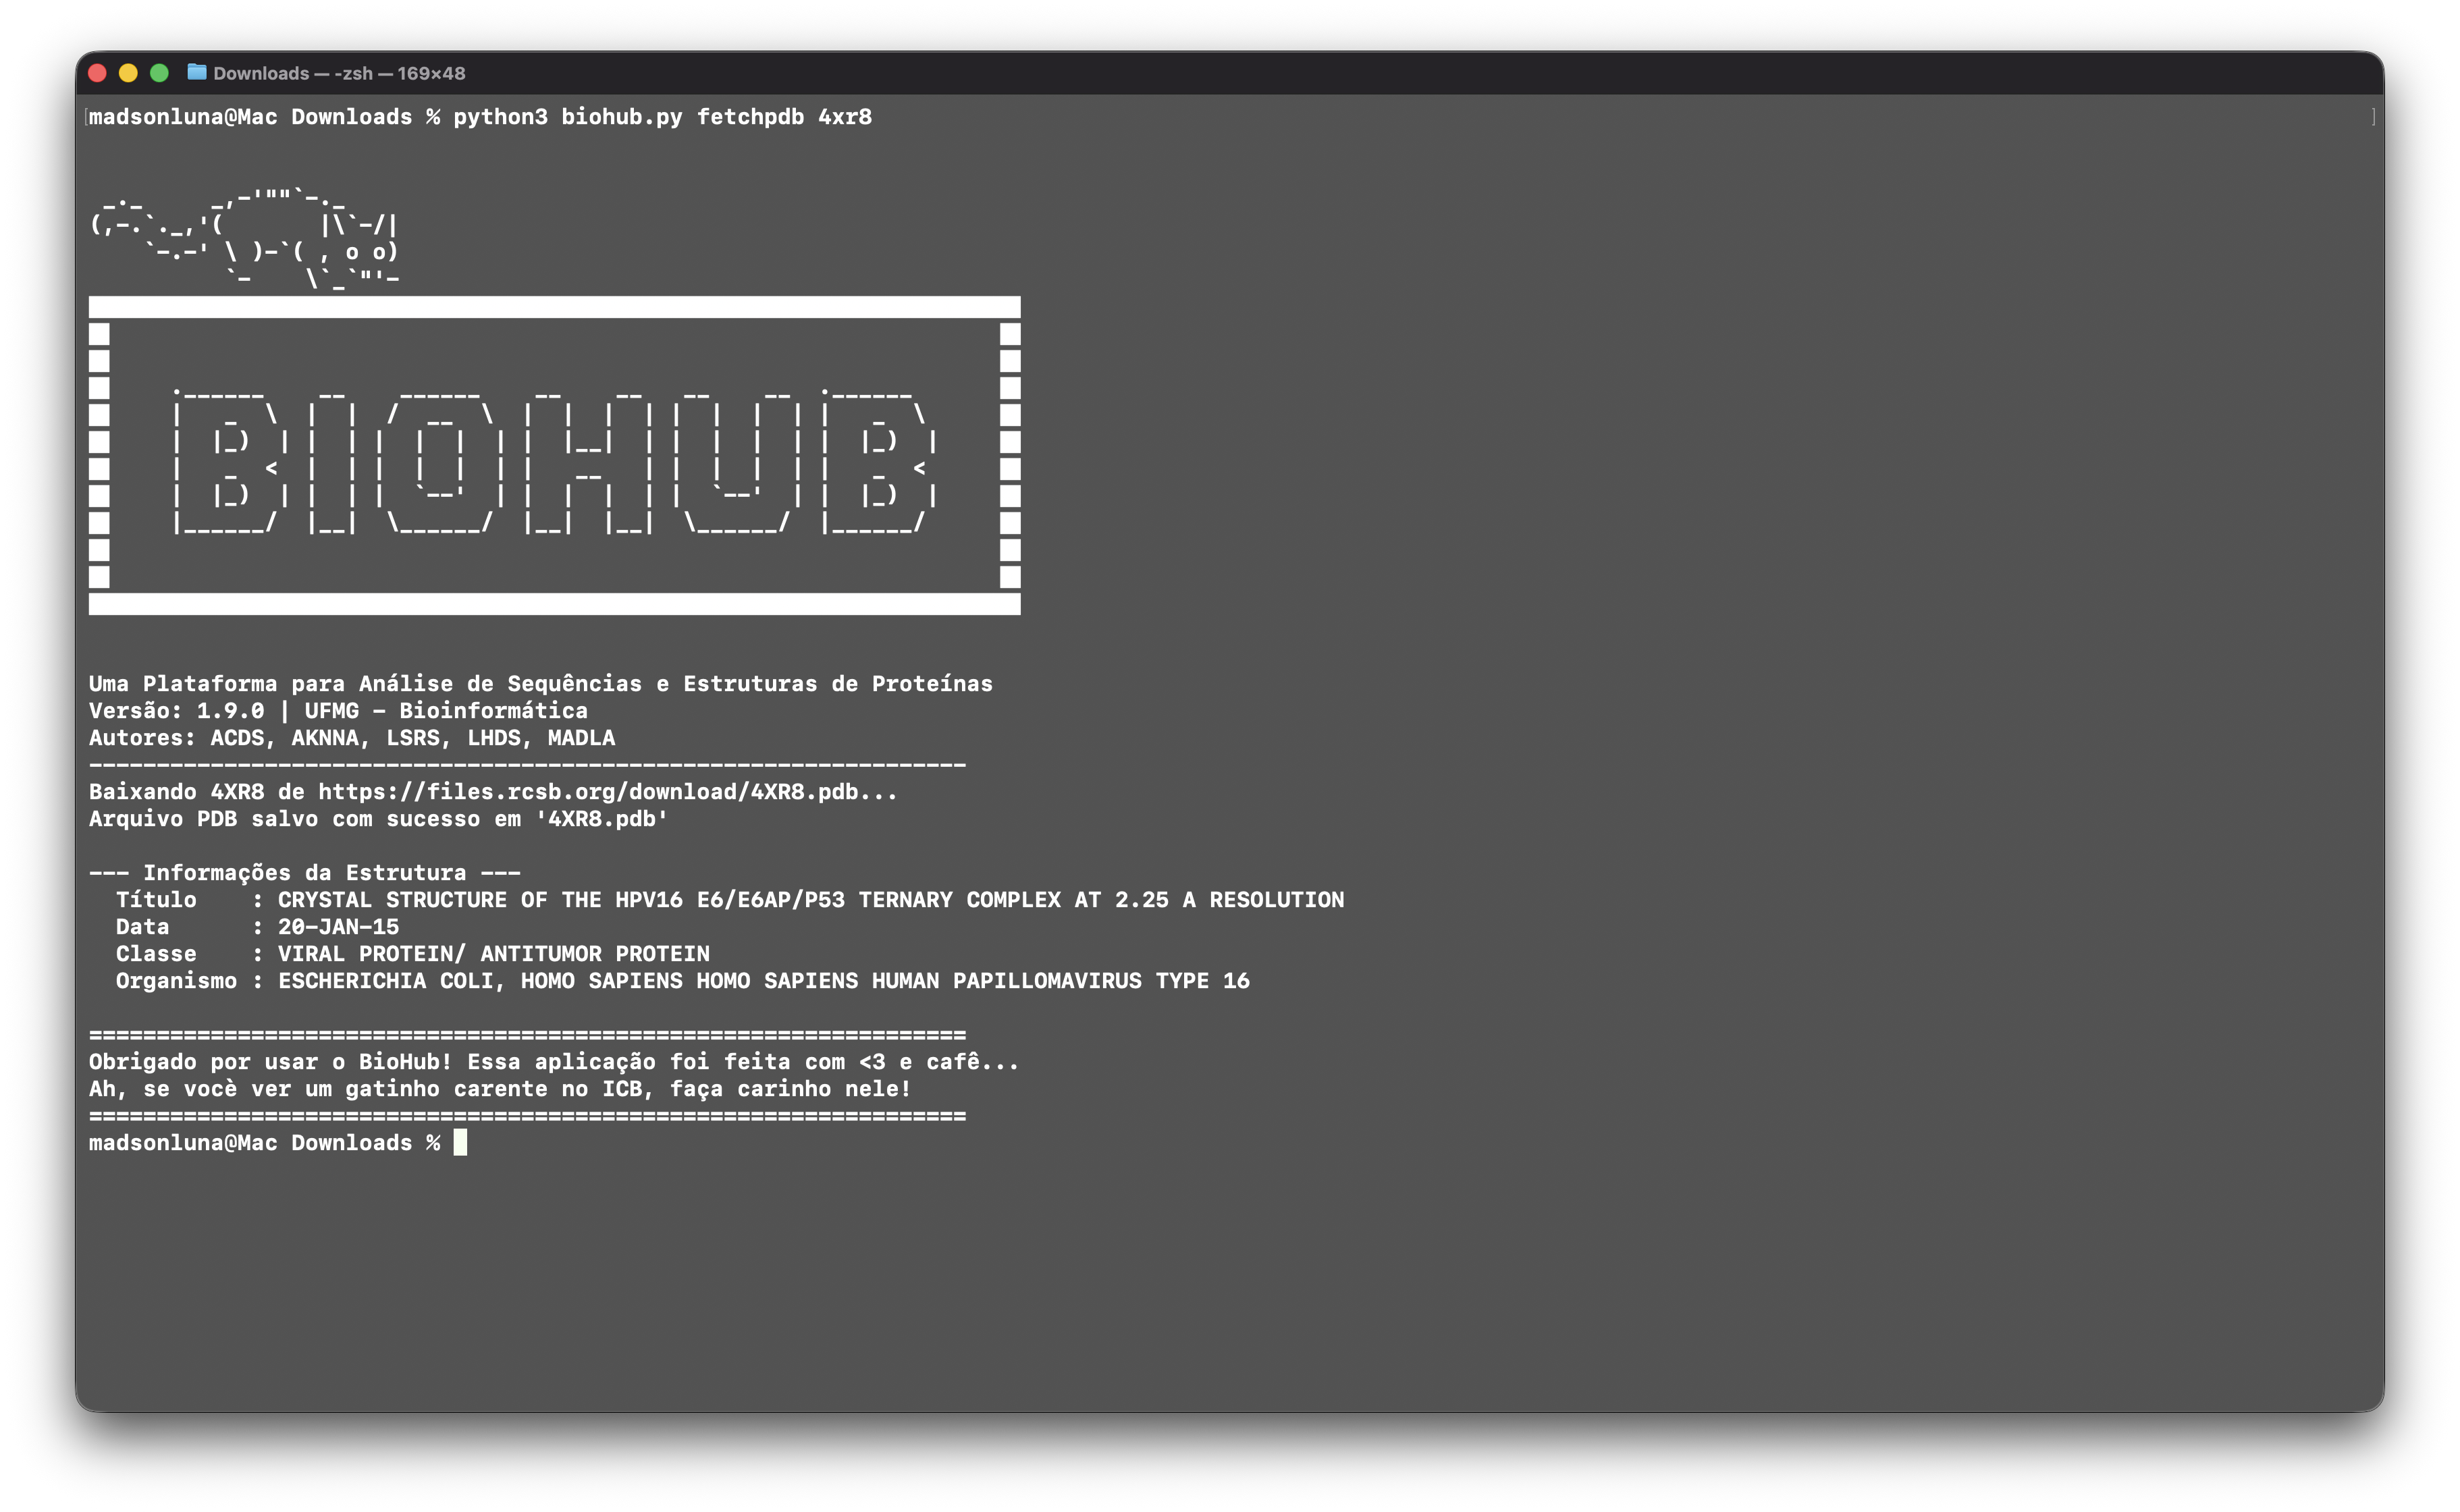 Downloads — -zsh — 169×48
madsonluna@Mac Downloads % python3 biohub.py fetchpdb 4xr8
BIOHUB
Uma Plataforma para Análise de Sequências e Estruturas de Proteínas
Versão: 1.9.0 | UFMG - Bioinformática
Autores: ACDS, AKNNA, LSRS, LHDS, MADLA
-----------------------------------------------------------------
Baixando 4XR8 de https://files.rcsb.org/download/4XR8.pdb...
Arquivo PDB salvo com sucesso em '4XR8.pdb'
--- Informações da Estrutura ---
Título    : CRYSTAL STRUCTURE OF THE HPV16 E6/E6AP/P53 TERNARY COMPLEX AT 2.25 A RESOLUTION
Data      : 20-JAN-15
Classe    : VIRAL PROTEIN/ ANTITUMOR PROTEIN
Organismo : ESCHERICHIA COLI, HOMO SAPIENS HOMO SAPIENS HUMAN PAPILLOMAVIRUS TYPE 16
=================================================================
Obrigado por usar o BioHub! Essa aplicação foi feita com <3 e cafê...
Ah, se vocè ver um gatinho carente no ICB, faça carinho nele!
=================================================================
madsonluna@Mac Downloads %